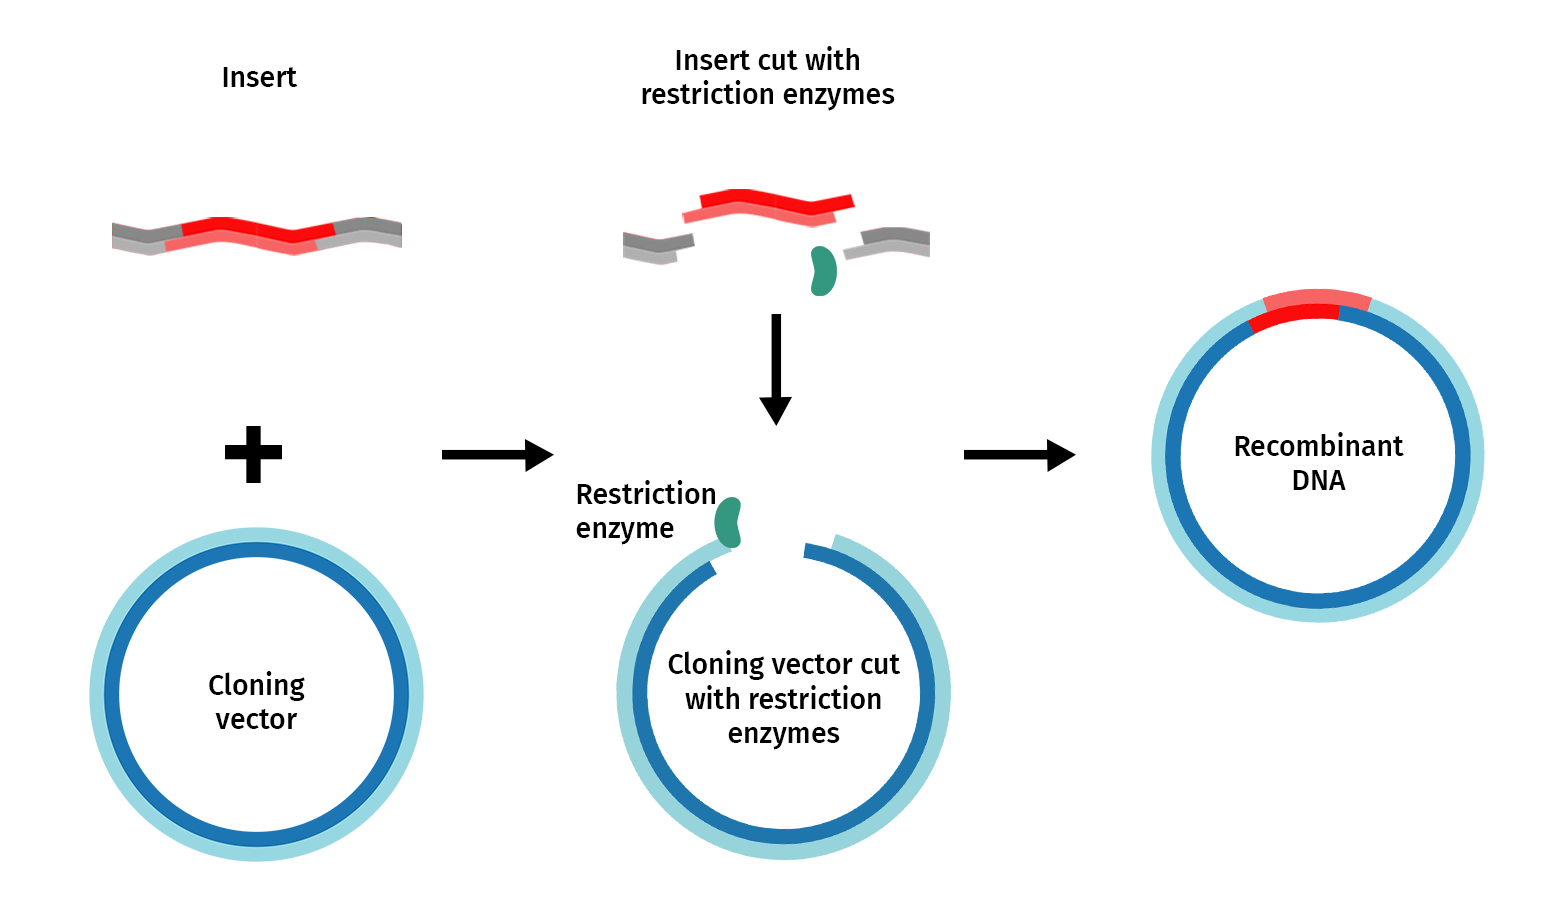 Insert
Insert cut with
restriction enzymes
Restriction
enzyme
Cloning
vector
Cloning vector cut
with restriction
enzymes
Recombinant
DNA